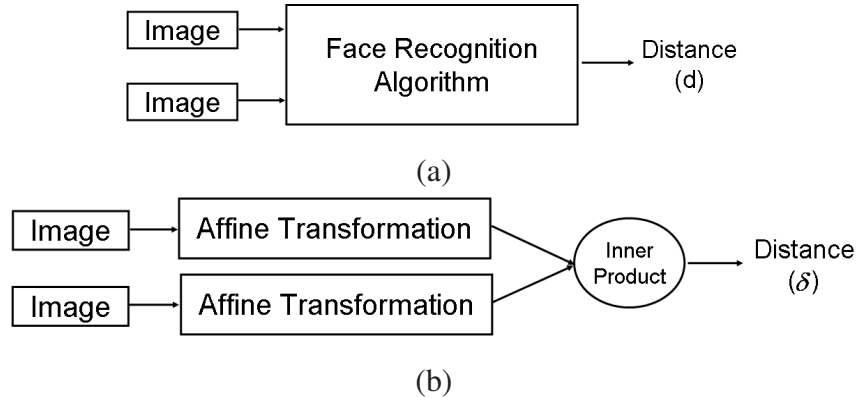 Image
Image
Face Recognition
Algorithm
Distance
(d)
(a)
Image
Affine Transformation
Image
Affine Transformation
Inner
Product
Distance
(δ)
(b)